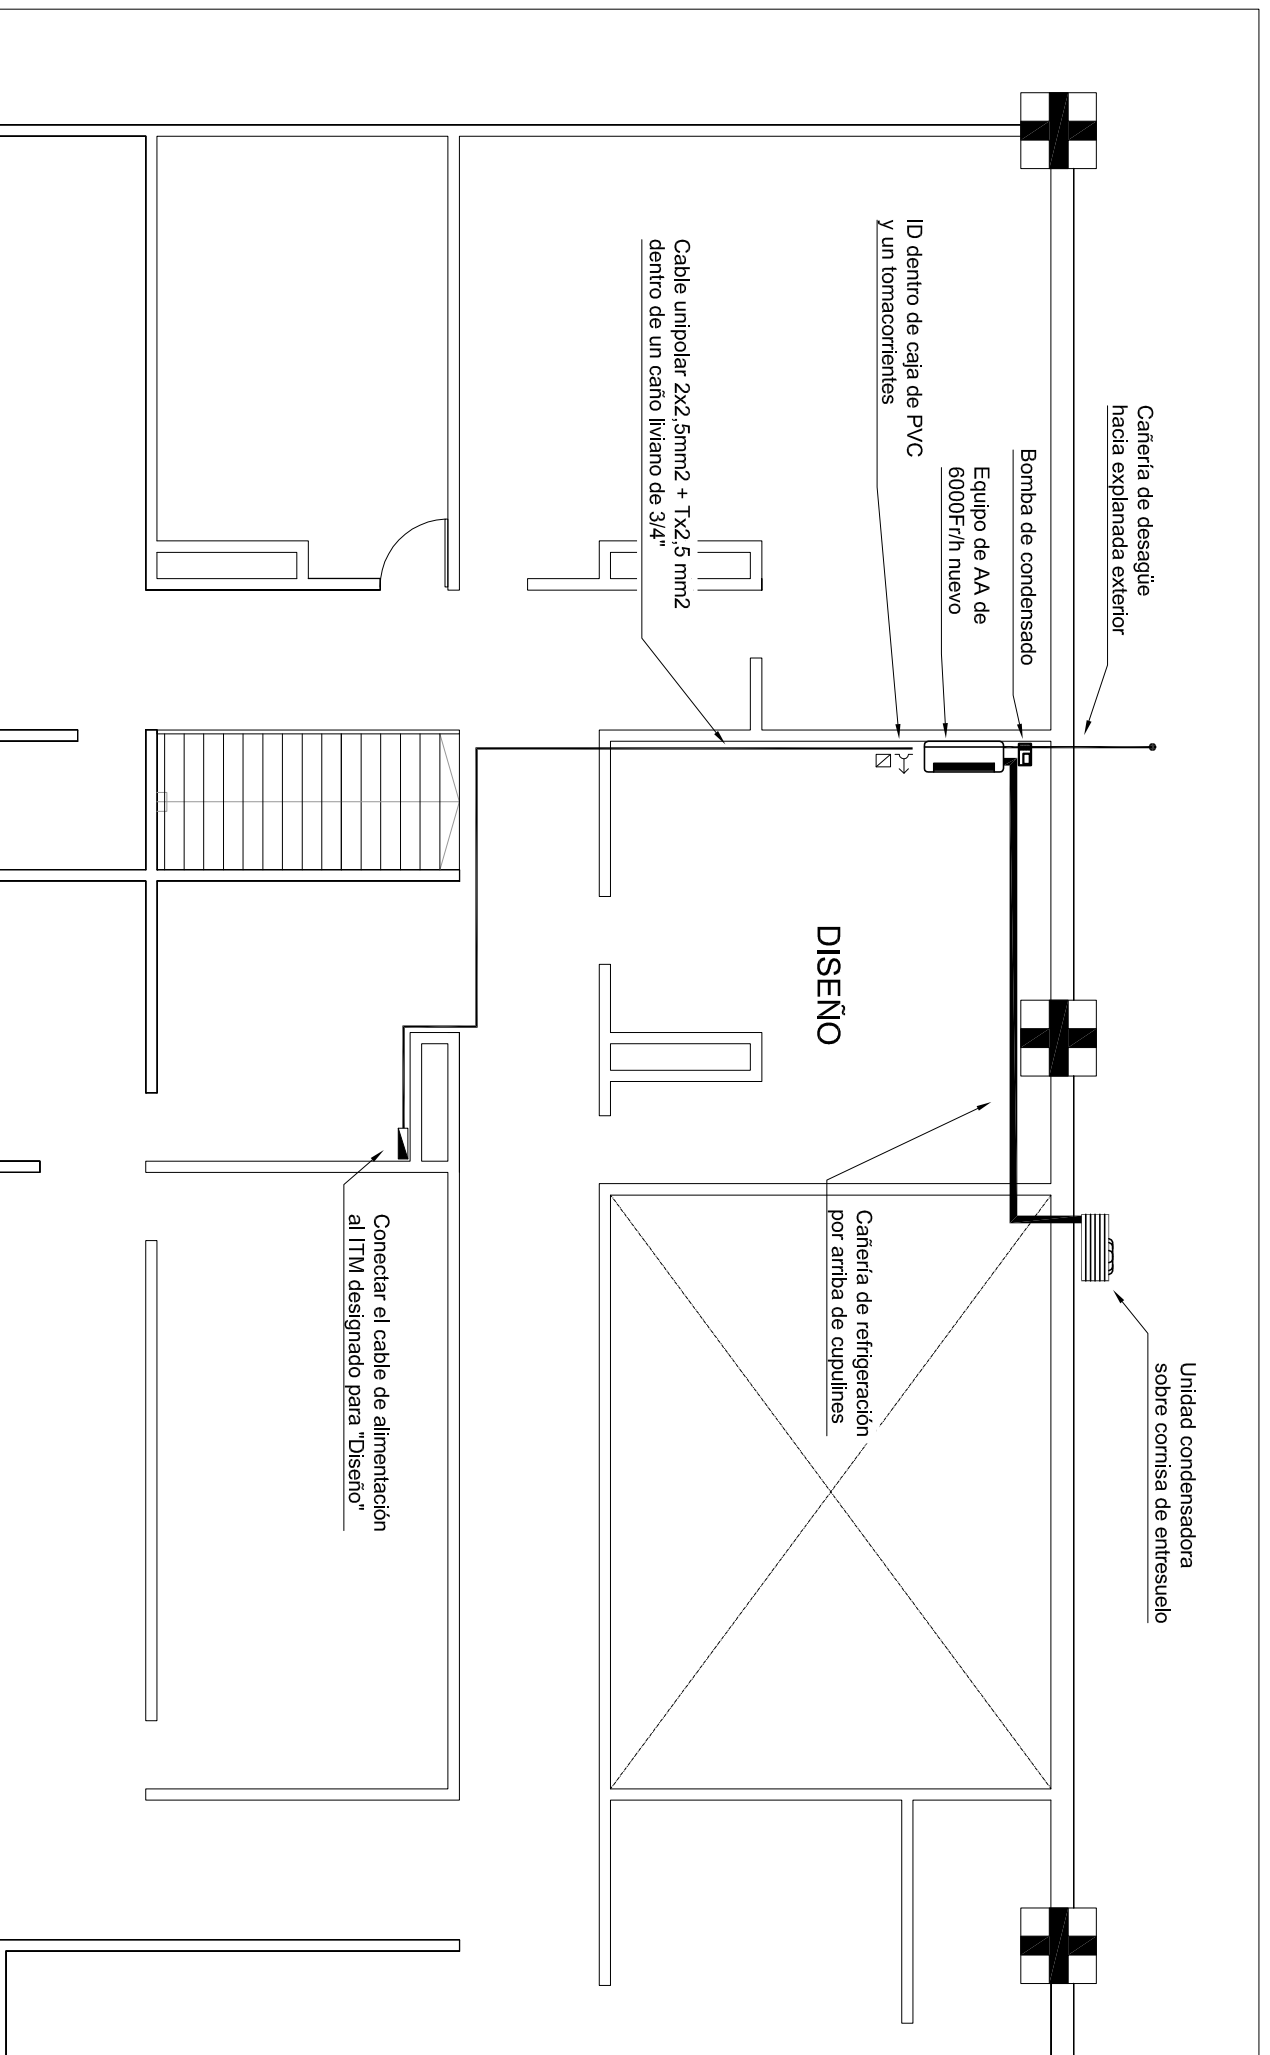 Cañería de desagüe
hacia explanada exterior
Bomba de condensado
Equipo de AA de
6000Fr/h nuevo
ID dentro de caja de PVC
y un tomacorrientes
Cable unipolar 2x2,5mm2 + Tx2,5 mm2
dentro de un caño liviano de 3/4"
DISEÑO
Unidad condensadora
sobre cornisa de entresuelo
Cañería de refrigeración
por arriba de cupulines
Conectar el cable de alimentación
al ITM designado para "Diseño"